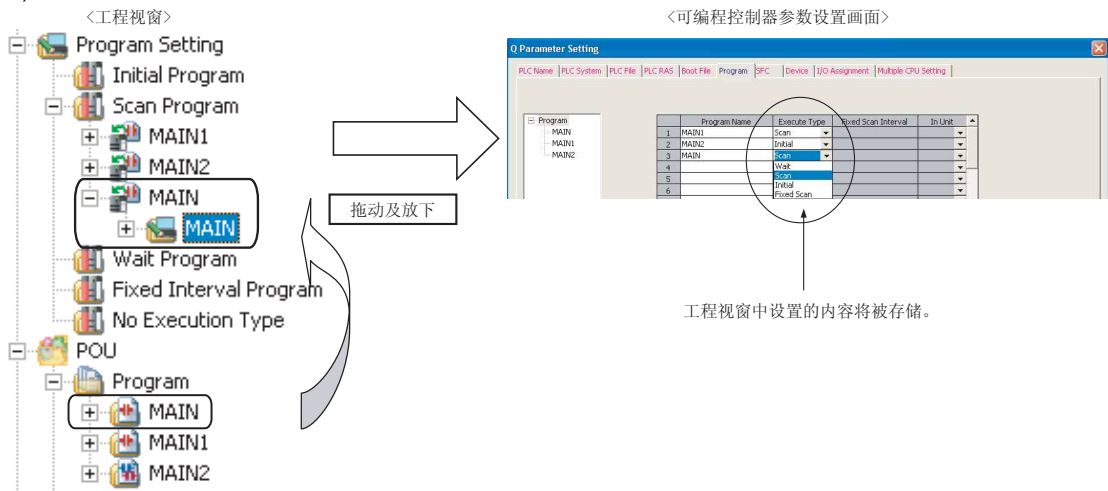 <工程视窗>
Program Setting
Initial Program
Scan Program
MAIN1
MAIN2
MAIN
MAIN
Wait Program
Fixed Interval Program
No Execution Type
POU
Program
MAIN
MAIN1
MAIN2
拖动及放下
<可编程控制器参数设置画面>
Q Parameter Setting
PLC Name PLC System PLC File PLC RAS Boot File Program SFC Device I/O Assignment Multiple CPU Setting
Program
MAIN
MAIN1
MAIN2
Program Name Execute Type Fixed Scan Interval In Unit
1 MAIN1 Scan
2 MAIN2 Initial
3 MAIN Scan
4
5
6
Wait
Scan
Initial
Fixed Scan
工程视窗中设置的内容将被存储。